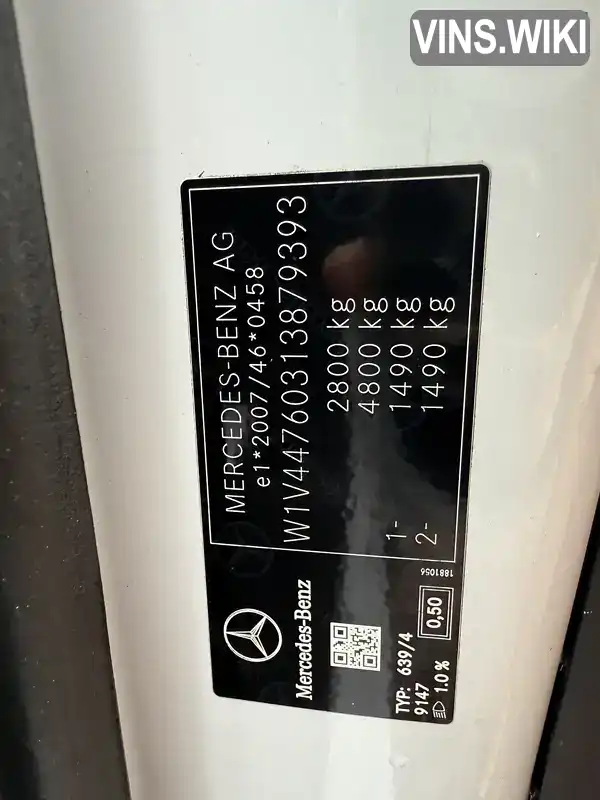 VINS.WIKI
MERCEDES-BENZ AG
e1*2007/46*0458
W1V44760313879393
2800 kg
4800 kg
1- 1490 kg
2- 1490 kg
Mercedes-Benz
TYP: 639/4
9147 0,50
1.0%
1881056